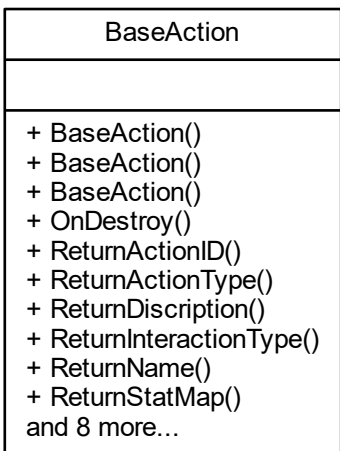 BaseAction
+ BaseAction()
+ BaseAction()
+ BaseAction()
+ OnDestroy()
+ ReturnActionID()
+ ReturnActionType()
+ ReturnDiscription()
+ ReturnInteractionType()
+ ReturnName()
+ ReturnStatMap()
and 8 more...